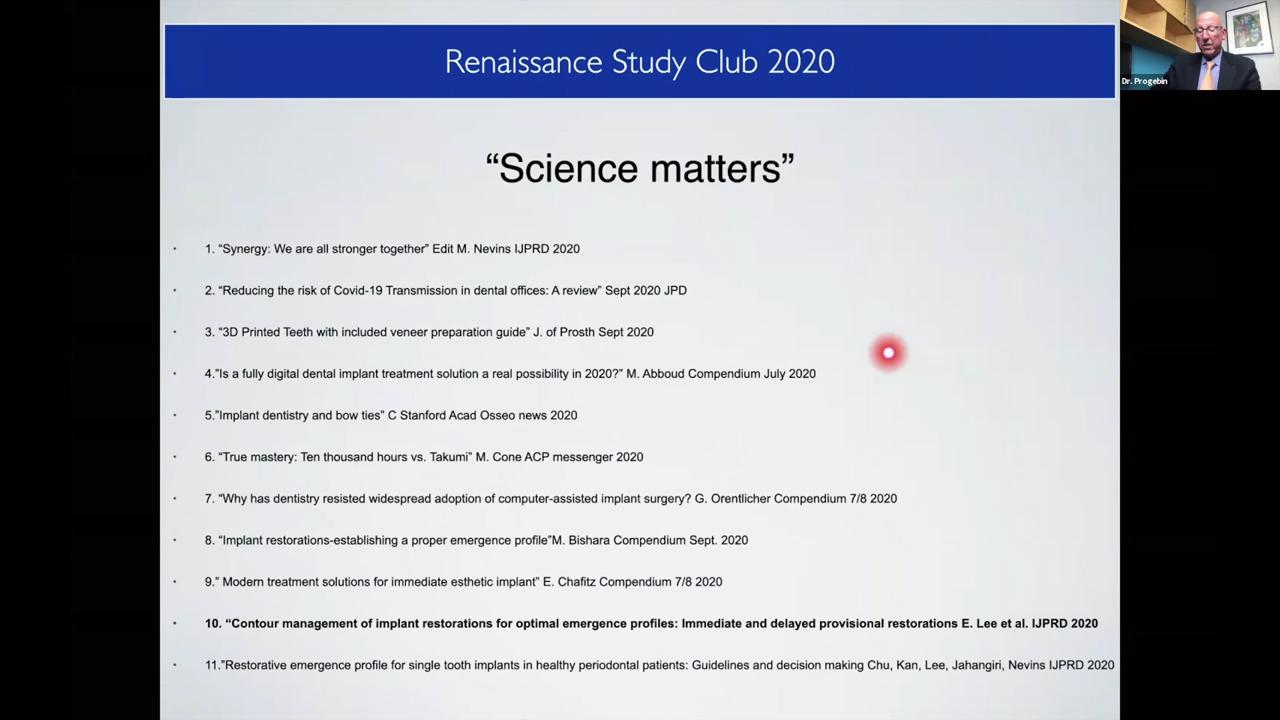 Renaissance Study Club 2020
Dr. Progebin
“Science matters”
1. “Synergy: We are all stronger together” Edit M. Nevins IJPRD 2020
2. “Reducing the risk of Covid-19 Transmission in dental offices: A review” Sept 2020 JPD
3. “3D Printed Teeth with included veneer preparation guide” J. of Prosth Sept 2020
4.”Is a fully digital dental implant treatment solution a real possibility in 2020?” M. Abboud Compendium July 2020
5.”Implant dentistry and bow ties” C Stanford Acad Osseo news 2020
6. “True mastery: Ten thousand hours vs. Takumi” M. Cone ACP messenger 2020
7. “Why has dentistry resisted widespread adoption of computer-assisted implant surgery? G. Orentlicher Compendium 7/8 2020
8. “Implant restorations-establishing a proper emergence profile”M. Bishara Compendium Sept. 2020
9.” Modern treatment solutions for immediate esthetic implant” E. Chafitz Compendium 7/8 2020
10. “Contour management of implant restorations for optimal emergence profiles: Immediate and delayed provisional restorations E. Lee et al. IJPRD 2020
11.”Restorative emergence profile for single tooth implants in healthy periodontal patients: Guidelines and decision making Chu, Kan, Lee, Jahangiri, Nevins IJPRD 2020